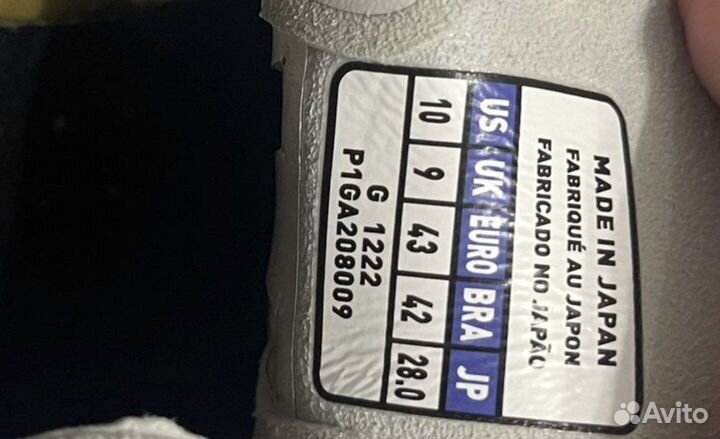 MADE IN JAPAN
FABRIQUÉ AU JAPON
FABRICADO NO JAPÃO
US UK EURO BRA JP
10 9 43 42 28.0
G 1222
P1GA208009
Avito